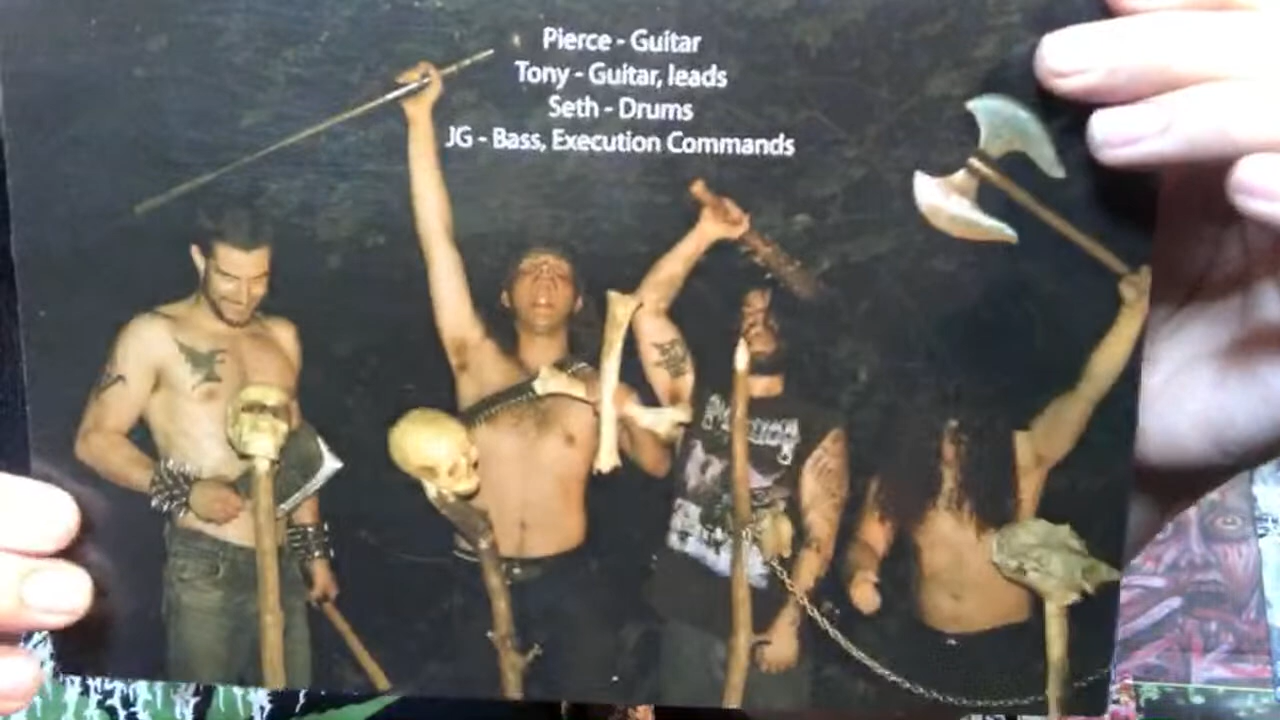 Pierce - Guitar
Tony - Guitar, leads
Seth - Drums
JG - Bass, Execution Commands